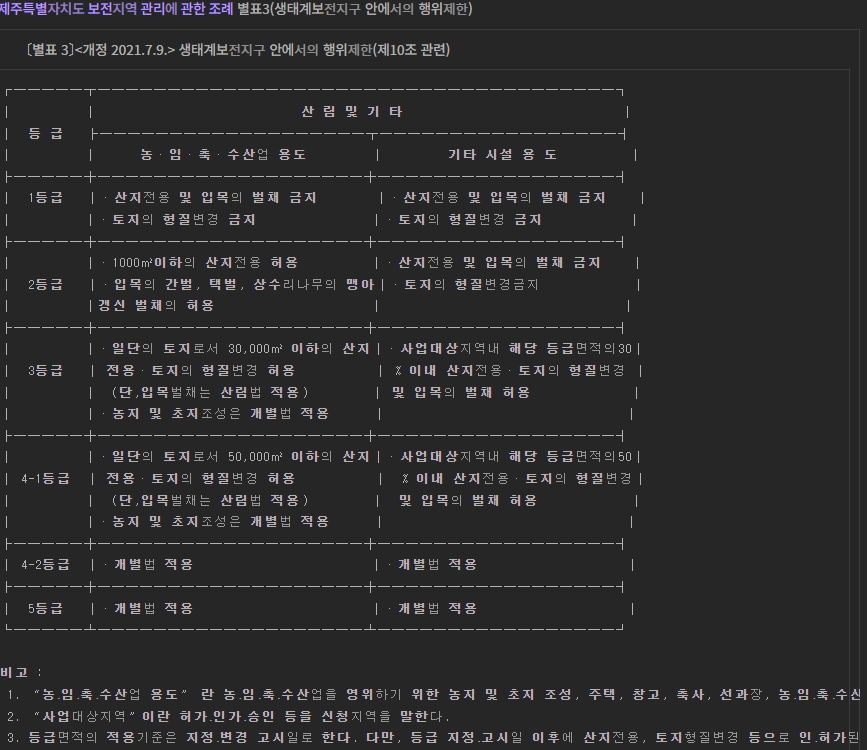 제주특별자치도 보전지역 관리에 관한 조례 별표3(생태계보전지구 안에서의 행위제한)
[별표 3]<개정 2021.7.9.> 생태계보전지구 안에서의 행위제한(제10조 관련)
산 림 및 기 타
등 급
농 · 임 · 축 · 수산업 용도 기타 시설 용 도
1등급 · 산지전용 및 입목의 벌채 금지 · 산지전용 및 입목의 벌채 금지
· 토지의 형질변경 금지 · 토지의 형질변경 금지
· 1000㎡이하의 산지전용 허용 · 산지전용 및 입목의 벌채 금지
2등급 · 입목의 간벌, 택벌, 상수리나무의 맹아 · 토지의 형질변경금지
갱신 벌채의 허용
· 일단의 토지로서 30,000㎡ 이하의 산지 · 사업대상지역내 해당 등급면적의30
3등급 전용 · 토지의 형질변경 허용 % 이내 산지전용 · 토지의 형질변경
(단,입목벌채는 산림법 적용) 및 입목의 벌채 허용
· 농지 및 초지조성은 개별법 적용
· 일단의 토지로서 50,000㎡ 이하의 산지 · 사업대상지역내 해당 등급면적의50
4-1등급 전용 · 토지의 형질변경 허용 % 이내 산지전용 · 토지의 형질변경
(단,입목벌채는 산림법 적용) 및 입목의 벌채 허용
· 농지 및 초지조성은 개별법 적용
4-2등급 · 개별법 적용 · 개별법 적용
5등급 · 개별법 적용 · 개별법 적용
비고 :
1. “농.임.축.수산업 용도” 란 농.임.축.수산업을 영위하기 위한 농지 및 초지 조성, 주택, 창고, 축사, 선과장, 농.임.축.수산
2. “사업대상지역”이란 허가.인가.승인 등을 신청지역을 말한다.
3. 등급면적의 적용기준은 지정.변경 고시일로 한다. 다만, 등급 지정.고시일 이후에 산지전용, 토지형질변경 등으로 인.허가된